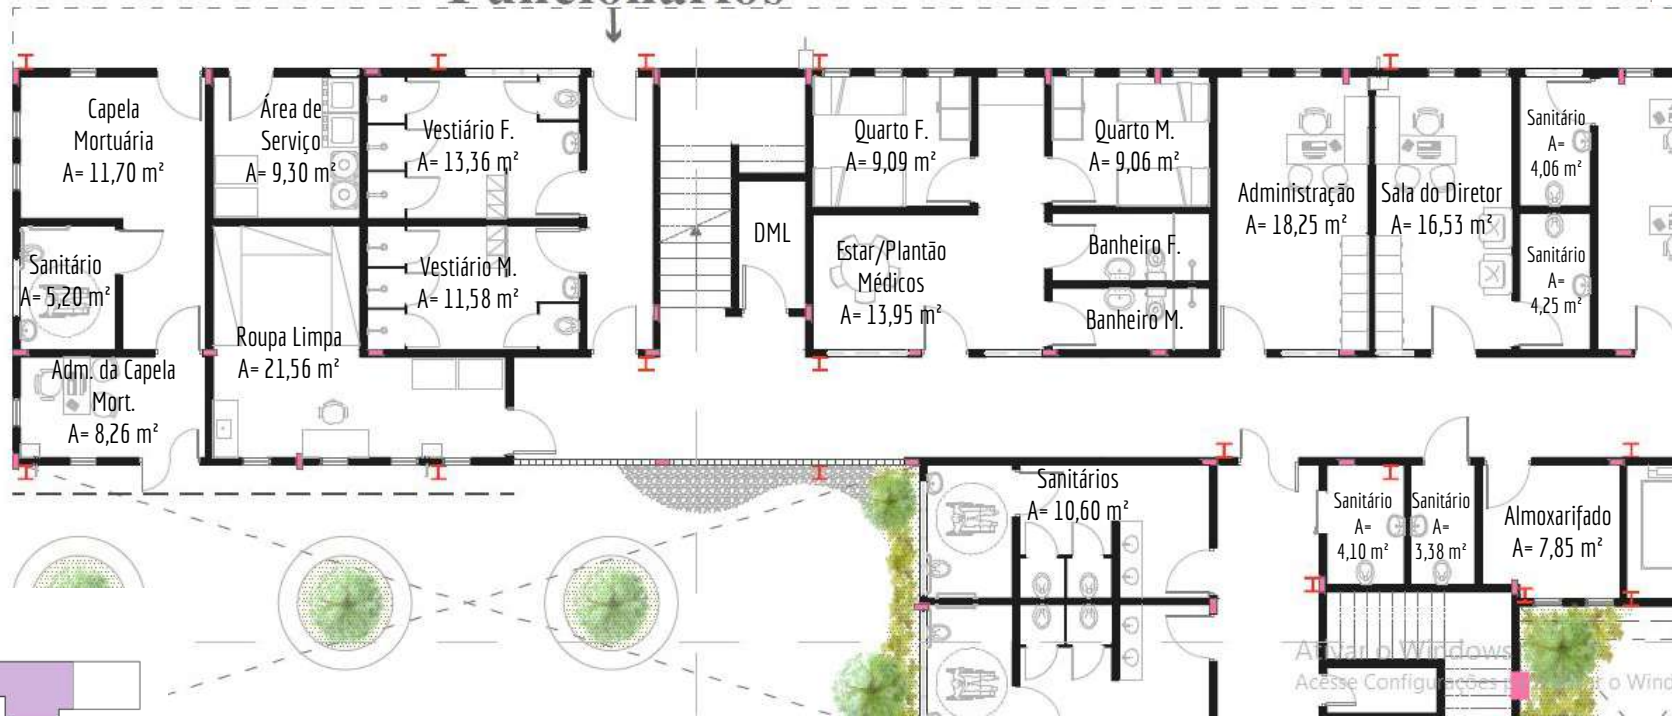 Funcionários
Capela
Mortuária
A= 11,70 m²
Área de
Serviço
A= 9,30 m²
Vestiário F.
A= 13,36 m²
Quarto F.
A= 9,09 m²
Quarto M.
A= 9,06 m²
Administração
A= 18,25 m²
Sala do Diretor
A= 16,53 m²
Sanitário
A=
4,06 m²
Sanitário
A= 5,20 m²
Vestiário M.
A= 11,58 m²
DML
Estar/Plantão
Médicos
A= 13,95 m²
Banheiro F.
Banheiro M.
Sanitário
A=
4,25 m²
Adm. da Capela
Mort.
A= 8,26 m²
Roupa Limpa
A= 21,56 m²
Sanitários
A= 10,60 m²
Sanitário
A=
4,10 m²
Sanitário
A=
3,38 m²
Almoxarifado
A= 7,85 m²
Ativar o Windows
Acesse Configurações o Wind